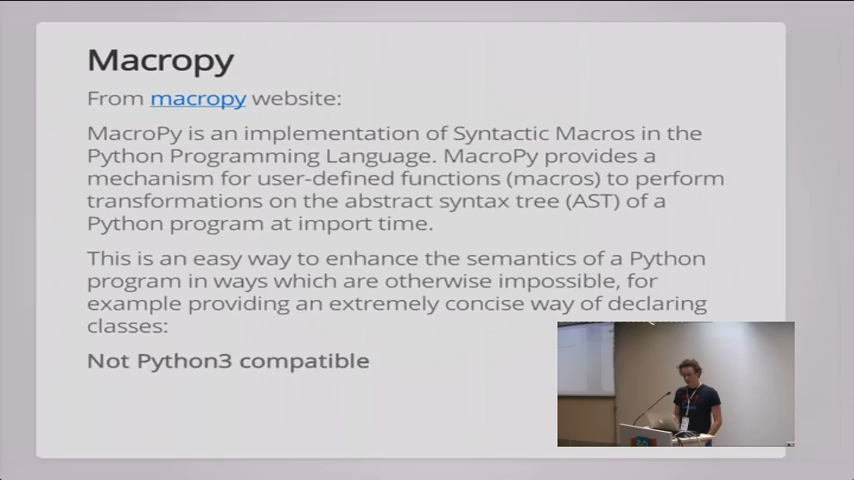 Macropy
From macropy website:
MacroPy is an implementation of Syntactic Macros in the
Python Programming Language. MacroPy provides a
mechanism for user-defined functions (macros) to perform
transformations on the abstract syntax tree (AST) of a
Python program at import time.
This is an easy way to enhance the semantics of a Python
program in ways which are otherwise impossible, for
example providing an extremely concise way of declaring
classes:
Not Python3 compatible